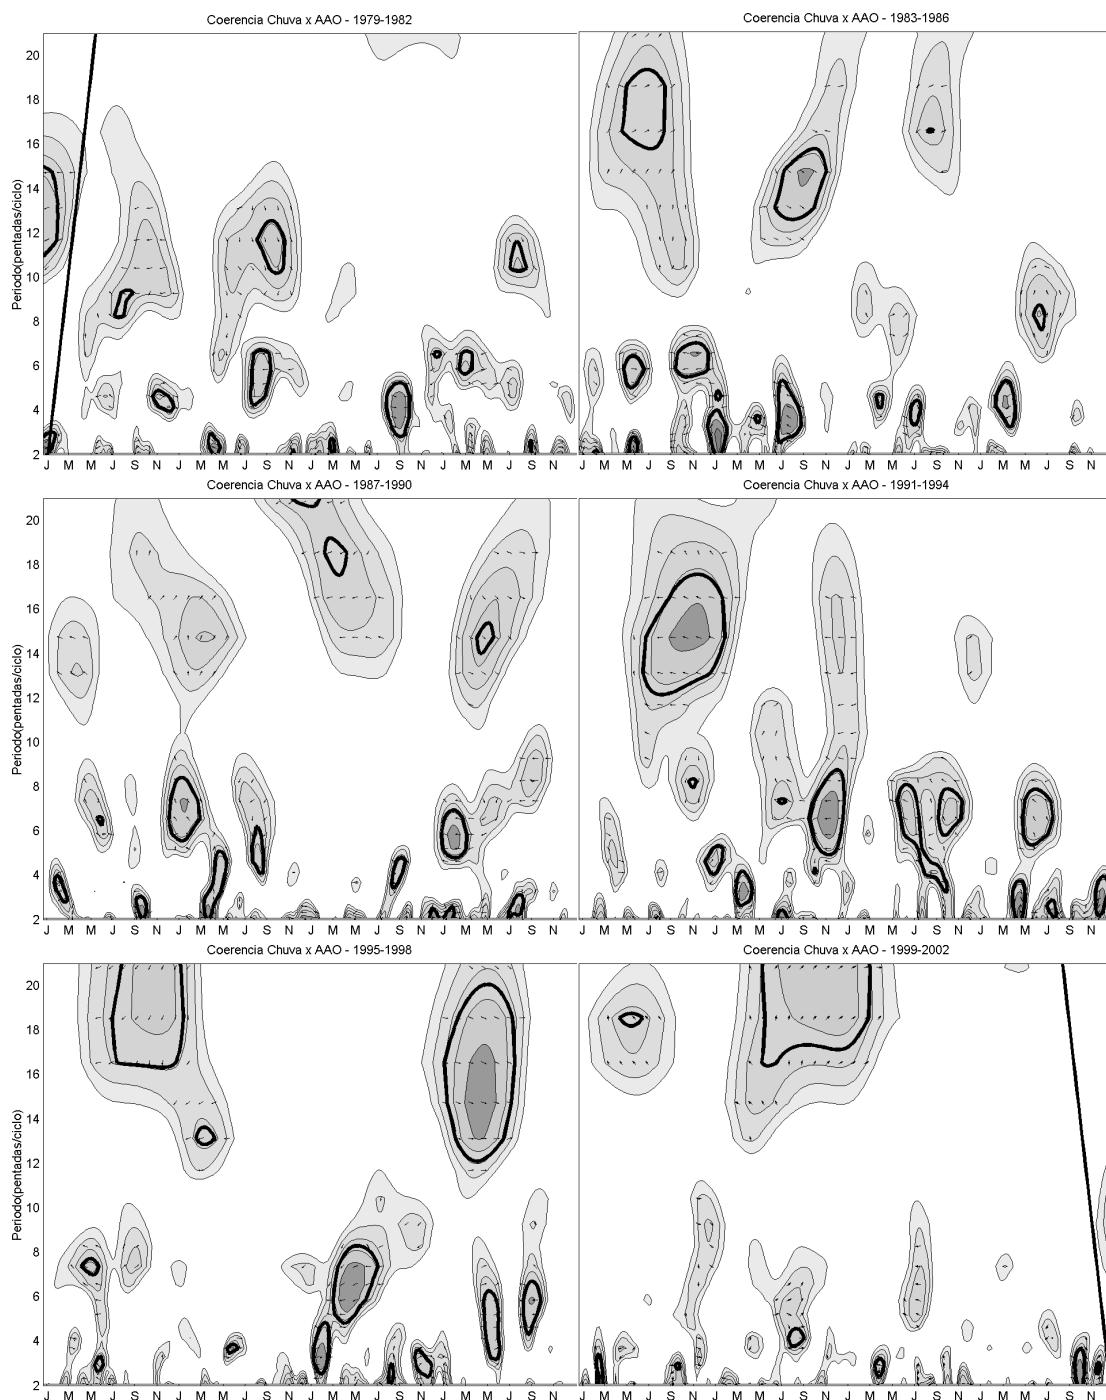 Coerencia Chuva x AAO - 1979-1982
Periodo(pentadas/ciclo)
20
18
16
14
12
10
8
6
4
2
J M M J S N J M M J S N J M M J S N J M M J S N
Coerencia Chuva x AAO - 1983-1986
J M M J S N J M M J S N J M M J S N J M M J S N
Coerencia Chuva x AAO - 1987-1990
Periodo(pentadas/ciclo)
20
18
16
14
12
10
8
6
4
2
J M M J S N J M M J S N J M M J S N J M M J S N
Coerencia Chuva x AAO - 1991-1994
J M M J S N J M M J S N J M M J S N J M M J S N
Coerencia Chuva x AAO - 1995-1998
Periodo(pentadas/ciclo)
20
18
16
14
12
10
8
6
4
2
J M M J S N J M M J S N J M M J S N J M M J S N
Coerencia Chuva x AAO - 1999-2002
J M M J S N J M M J S N J M M J S N J M M J S N